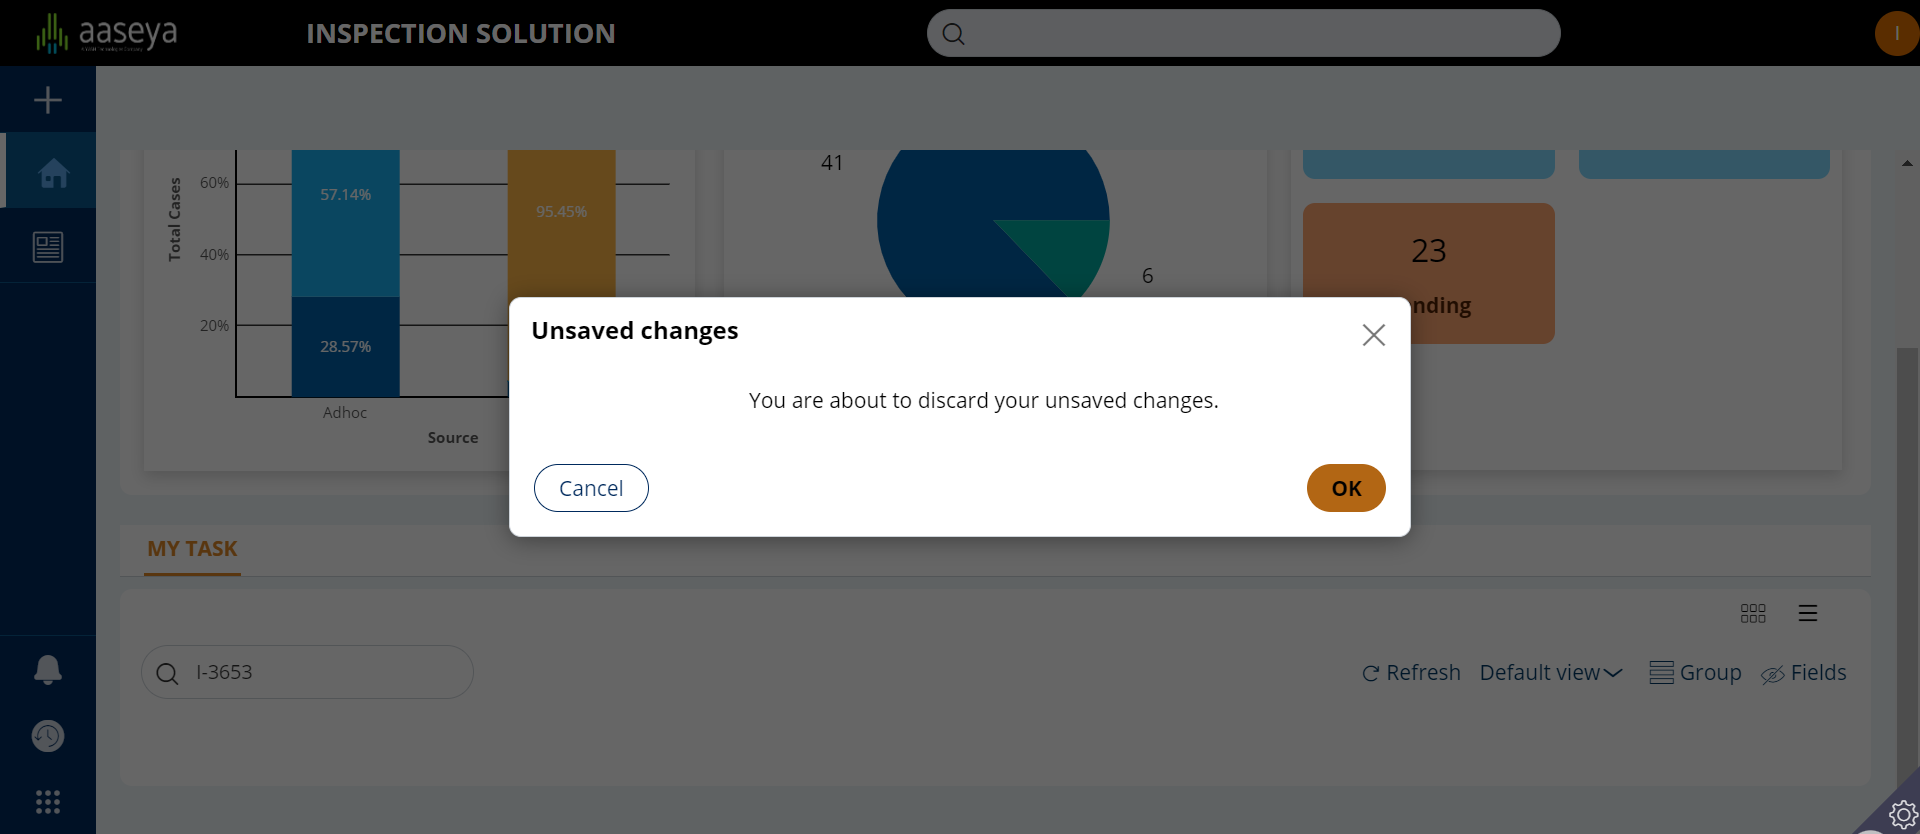 aaseya
INSPECTION SOLUTION
I
Total Cases
60%
40%
20%
57.14%
28.57%
95.45%
Adhoc
Source
41
6
23
nding
Unsaved changes
You are about to discard your unsaved changes.
Cancel
OK
MY TASK
I-3653
Refresh
Default view
Group
Fields